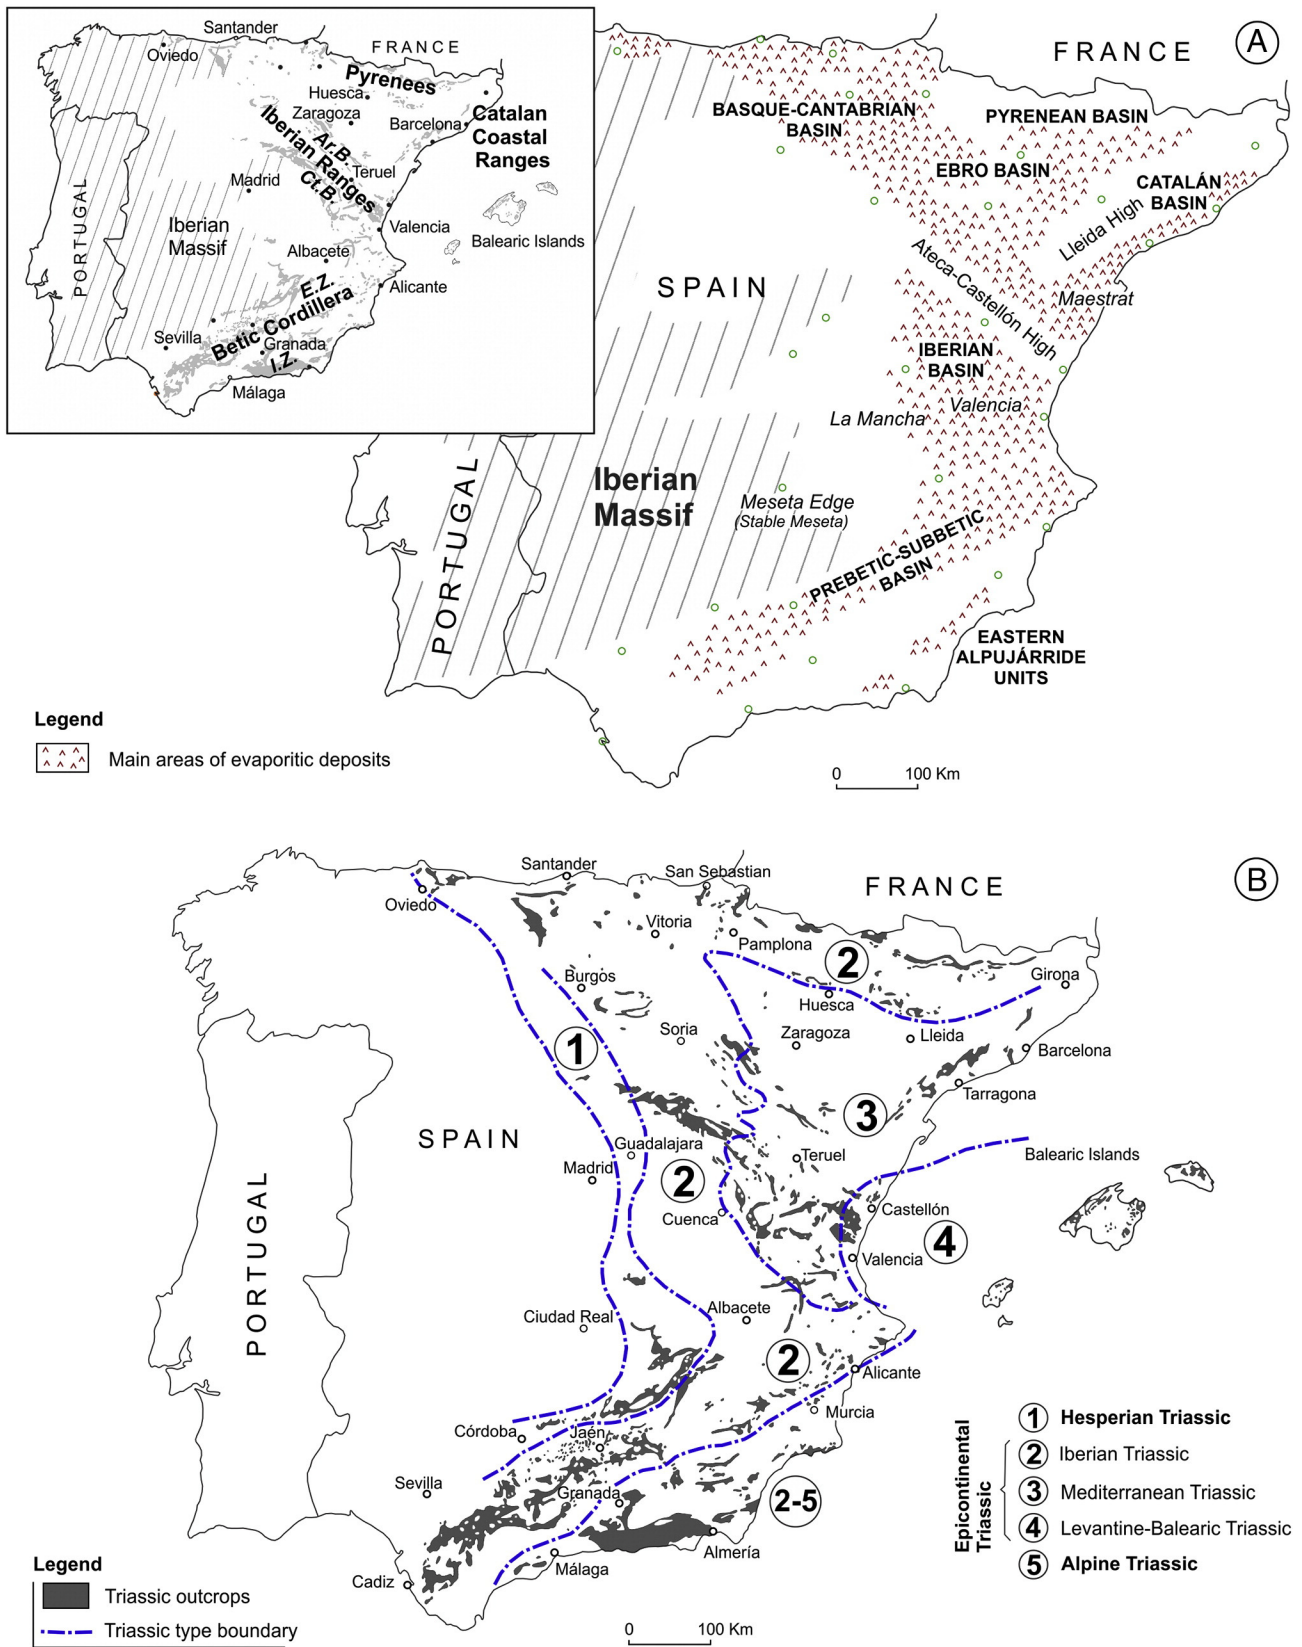 Santander
Oviedo
FRANCE
Pyrenees
Huesca
Zaragoza
Barcelona
Catalan
Coastal
Ranges
Ar.B.
Iberian Ranges
Ct.B.
Teruel
Madrid
PORTUGAL
Iberian
Massif
Valencia
Balearic Islands
Albacete
Alicante
E.Z.
Betic Cordillera
Sevilla
Granada
I.Z.
Málaga
A
FRANCE
BASQUE-CANTABRIAN
BASIN
PYRENEAN BASIN
EBRO BASIN
CATALÁN
BASIN
Lleida High
Ateca-Castellón High
Maestrat
SPAIN
IBERIAN
BASIN
Valencia
La Mancha
Iberian
Massif
Meseta Edge
(Stable Meseta)
PORTUGAL
PREBETIC-SUBBETIC
BASIN
EASTERN
ALPUJÁRRIDE
UNITS
Legend
Main areas of evaporitic deposits
0 100 Km
B
Santander
San Sebastian
FRANCE
Oviedo
Vitoria
Pamplona
2
Burgos
Girona
Huesca
Soria
Zaragoza
Lleida
1
Barcelona
Tarragona
3
SPAIN
Guadalajara
Teruel
Balearic Islands
Madrid
2
Cuenca
Castellón
4
Valencia
PORTUGAL
Ciudad Real
Albacete
2
Alicante
Murcia
Córdoba
Jaén
Sevilla
Granada
2-5
Almería
Málaga
Cadiz
Epicontinental
Triassic
1 Hesperian Triassic
2 Iberian Triassic
3 Mediterranean Triassic
4 Levantine-Balearic Triassic
5 Alpine Triassic
Legend
Triassic outcrops
Triassic type boundary
0 100 Km